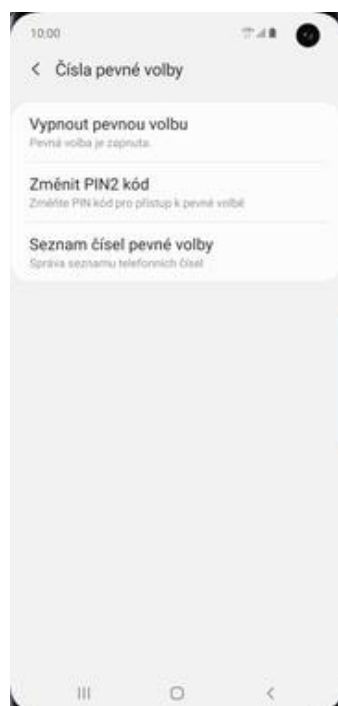 10:00
Čísla pevné volby
Vypnout pevnou volbu
Pevná volba je zapnuta.
Změnit PIN2 kód
Změňte PIN kód pro přístup k pevné volbě
Seznam čísel pevné volby
Správa seznamu telefonních čísel